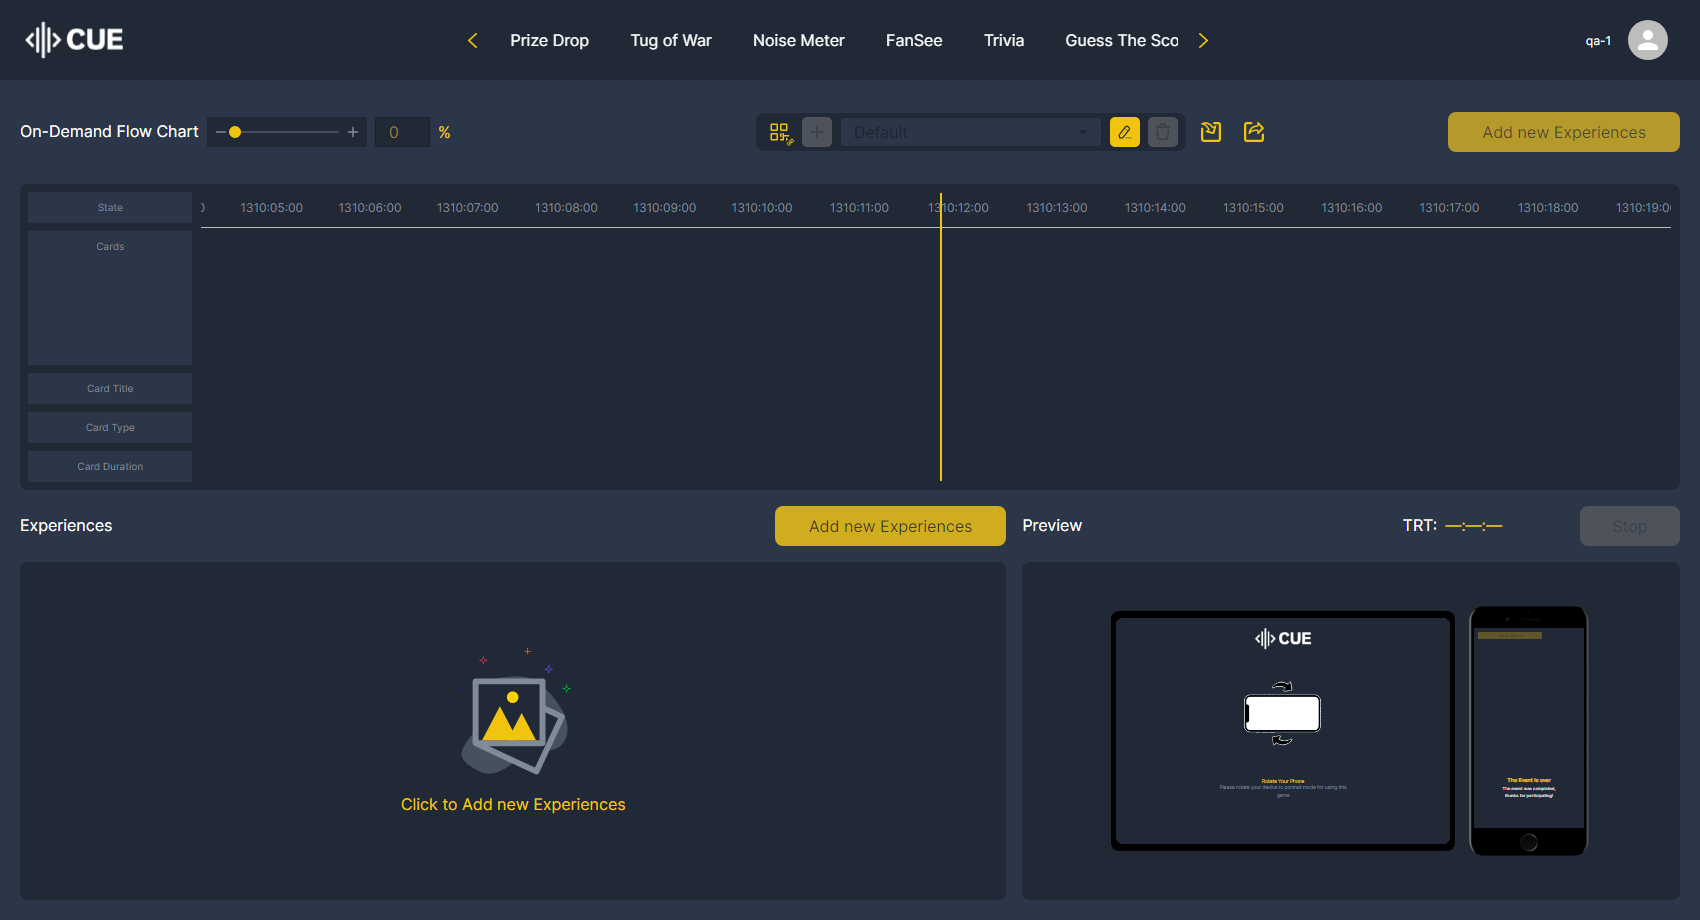 CUE
Prize Drop
Tug of War
Noise Meter
FanSee
Trivia
Guess The Sco
qa-1
On-Demand Flow Chart
0
%
Default
Add new Experiences
State
0
1310:05:00
1310:06:00
1310:07:00
1310:08:00
1310:09:00
1310:10:00
1310:11:00
1310:12:00
1310:13:00
1310:14:00
1310:15:00
1310:16:00
1310:17:00
1310:18:00
1310:19:0
Cards
Card Title
Card Type
Card Duration
Experiences
Add new Experiences
Preview
TRT: —:—:—
Stop
Click to Add new Experiences
CUE
Rotate Your Phone
Please rotate your device to portrait mode for using this
game
The Event is over
The event was completed,
thanks for participating!